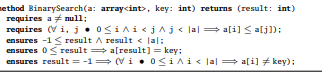 method BinarySearch(a: array<int>, key: int) returns (result: int)
requires a ≠ null;
requires (∀ i, j • 0 ≤ i ∧ i < j ∧ j < |a| ⟹ a[i] ≤ a[j]);
ensures −1 ≤ result ∧ result < |a|;
ensures 0 ≤ result ⟹ a[result] = key;
ensures result = −1 ⟹ (∀ i • 0 ≤ i ∧ i < |a| ⟹ a[i] ≠ key);